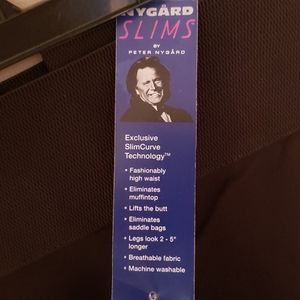 NYGÅRD
SLIMS
BY
PETER NYGÅRD
Exclusive
SlimCurve
Technology™
• Fashionably
high waist
• Eliminates
muffintop
• Lifts the butt
• Eliminates
saddle bags
• Legs look 2 - 5"
longer
• Breathable fabric
• Machine washable